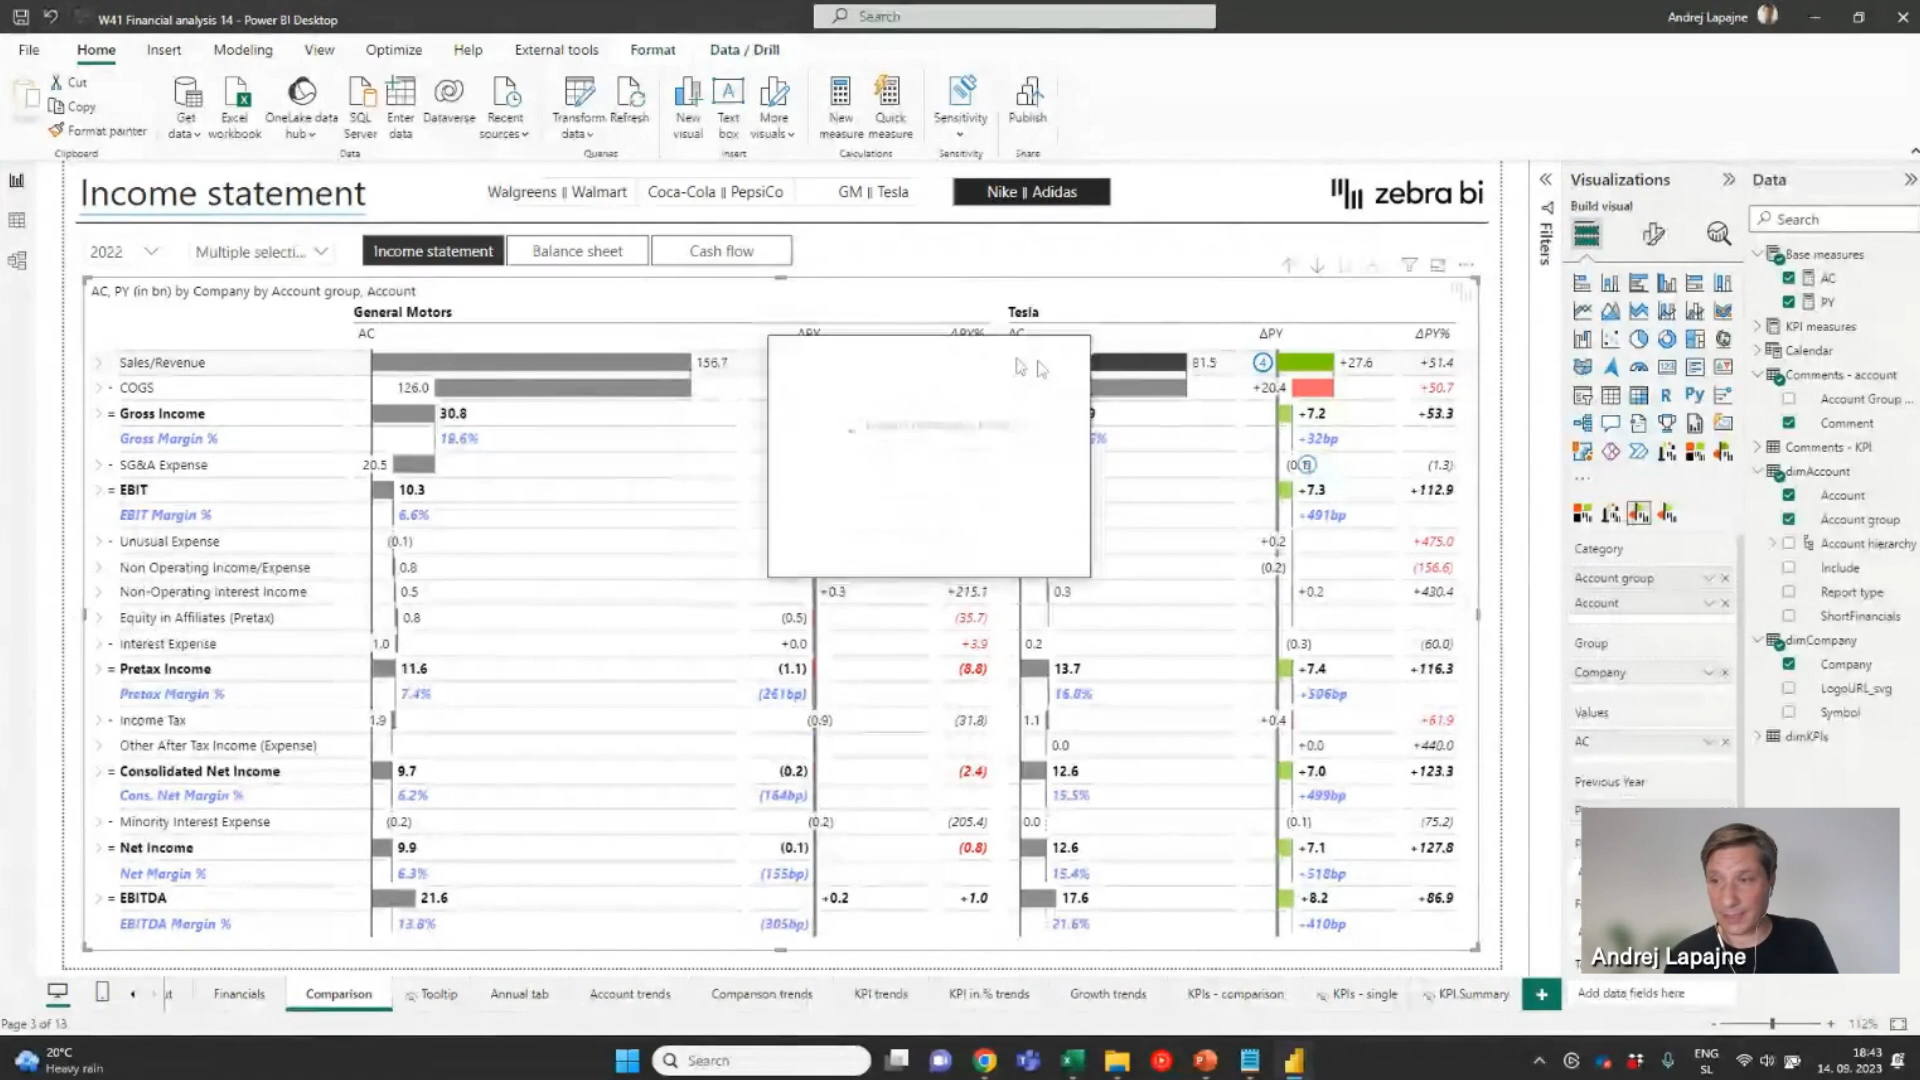 W41 Financial analysis 14 - Power BI Desktop
Search
Andrej Lapajne
File Home Insert Modeling View Optimize Help External tools Format Data / Drill
Cut
Copy
Format painter
Clipboard
Get data
Excel workbook
OneLake data hub
SQL Server
Enter data
Dataverse
Recent sources
Data
Transform data
Refresh
Queries
New visual
Text box
More visuals
Insert
New measure
Quick measure
Calculations
Sensitivity
Sensitivity
Publish
Share
Income statement
Walgreens || Walmart
Coca-Cola || PepsiCo
GM || Tesla
Nike || Adidas
zebra bi
2022
Multiple selecti...
Income statement
Balance sheet
Cash flow
AC, PY (in bn) by Company by Account group, Account
General Motors
Tesla
AC ΔPY ΔPY% AC ΔPY ΔPY%
Sales/Revenue 156.7 81.5 4 +27.6 +51.4
- COGS 126.0 +20.4 +50.7
= Gross Income 30.8 +7.2 +53.3
Gross Margin % 19.6% +32bp
- SG&A Expense 20.5 (1.3)
= EBIT 10.3 +7.3 +112.9
EBIT Margin % 6.6% +491bp
- Unusual Expense (0.1) +0.2 +475.0
Non Operating Income/Expense 0.8 (0.2) (156.6)
Non-Operating Interest Income 0.5 +0.3 +215.1 0.3 +0.2 +430.4
Equity in Affiliates (Pretax) 0.8 (0.5) (35.7)
- Interest Expense 1.0 +0.0 +3.9 0.2 (0.3) (60.0)
= Pretax Income 11.6 (1.1) (8.8) 13.7 +7.4 +116.3
Pretax Margin % 7.4% (261bp) 16.8% +506bp
- Income Tax 1.9 (0.9) (31.8) 1.1 +0.4 +61.9
Other After Tax Income (Expense) 0.0 +0.0 +440.0
= Consolidated Net Income 9.7 (0.2) (2.4) 12.6 +7.0 +123.3
Cons. Net Margin % 6.2% (164bp) 15.5% +499bp
- Minority Interest Expense (0.2) (0.2) (205.4) 0.0 (0.1) (75.2)
= Net Income 9.9 (0.1) (0.8) 12.6 +7.1 +127.8
Net Margin % 6.3% (155bp) 15.4% +518bp
= EBITDA 21.6 +0.2 +1.0 17.6 +8.2 +86.9
EBITDA Margin % 13.8% (305bp) 21.6% +410bp
Filters
Visualizations
Build visual
Category
Account group
Account
Group
Company
Values
AC
Previous Year
Add data fields here
Data
Search
Base measures
AC
PY
KPI measures
Calendar
Comments - account
Account Group ...
Comment
Comments - KPI
dimAccount
Account
Account group
Account hierarchy
Include
Report type
ShortFinancials
dimCompany
Company
LogoURL_svg
Symbol
dimKPIs
Andrej Lapajne
Financials Comparison Tooltip Annual tab Account trends Comparison trends KPI trends KPI in % trends Growth trends KPIs - comparison KPIs - single KPI Summary
Page 3 of 13
112%
20°C
Heavy rain
Search
ENG
SL
18:43
14. 09. 2023